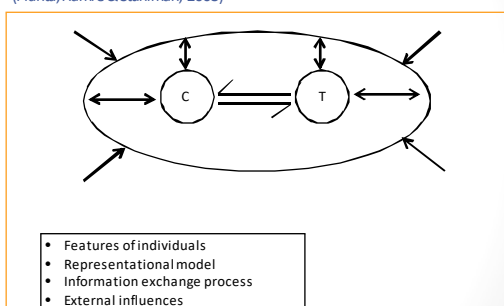 C
T
• Features of individuals
• Representational model
• Information exchange process
• External influences